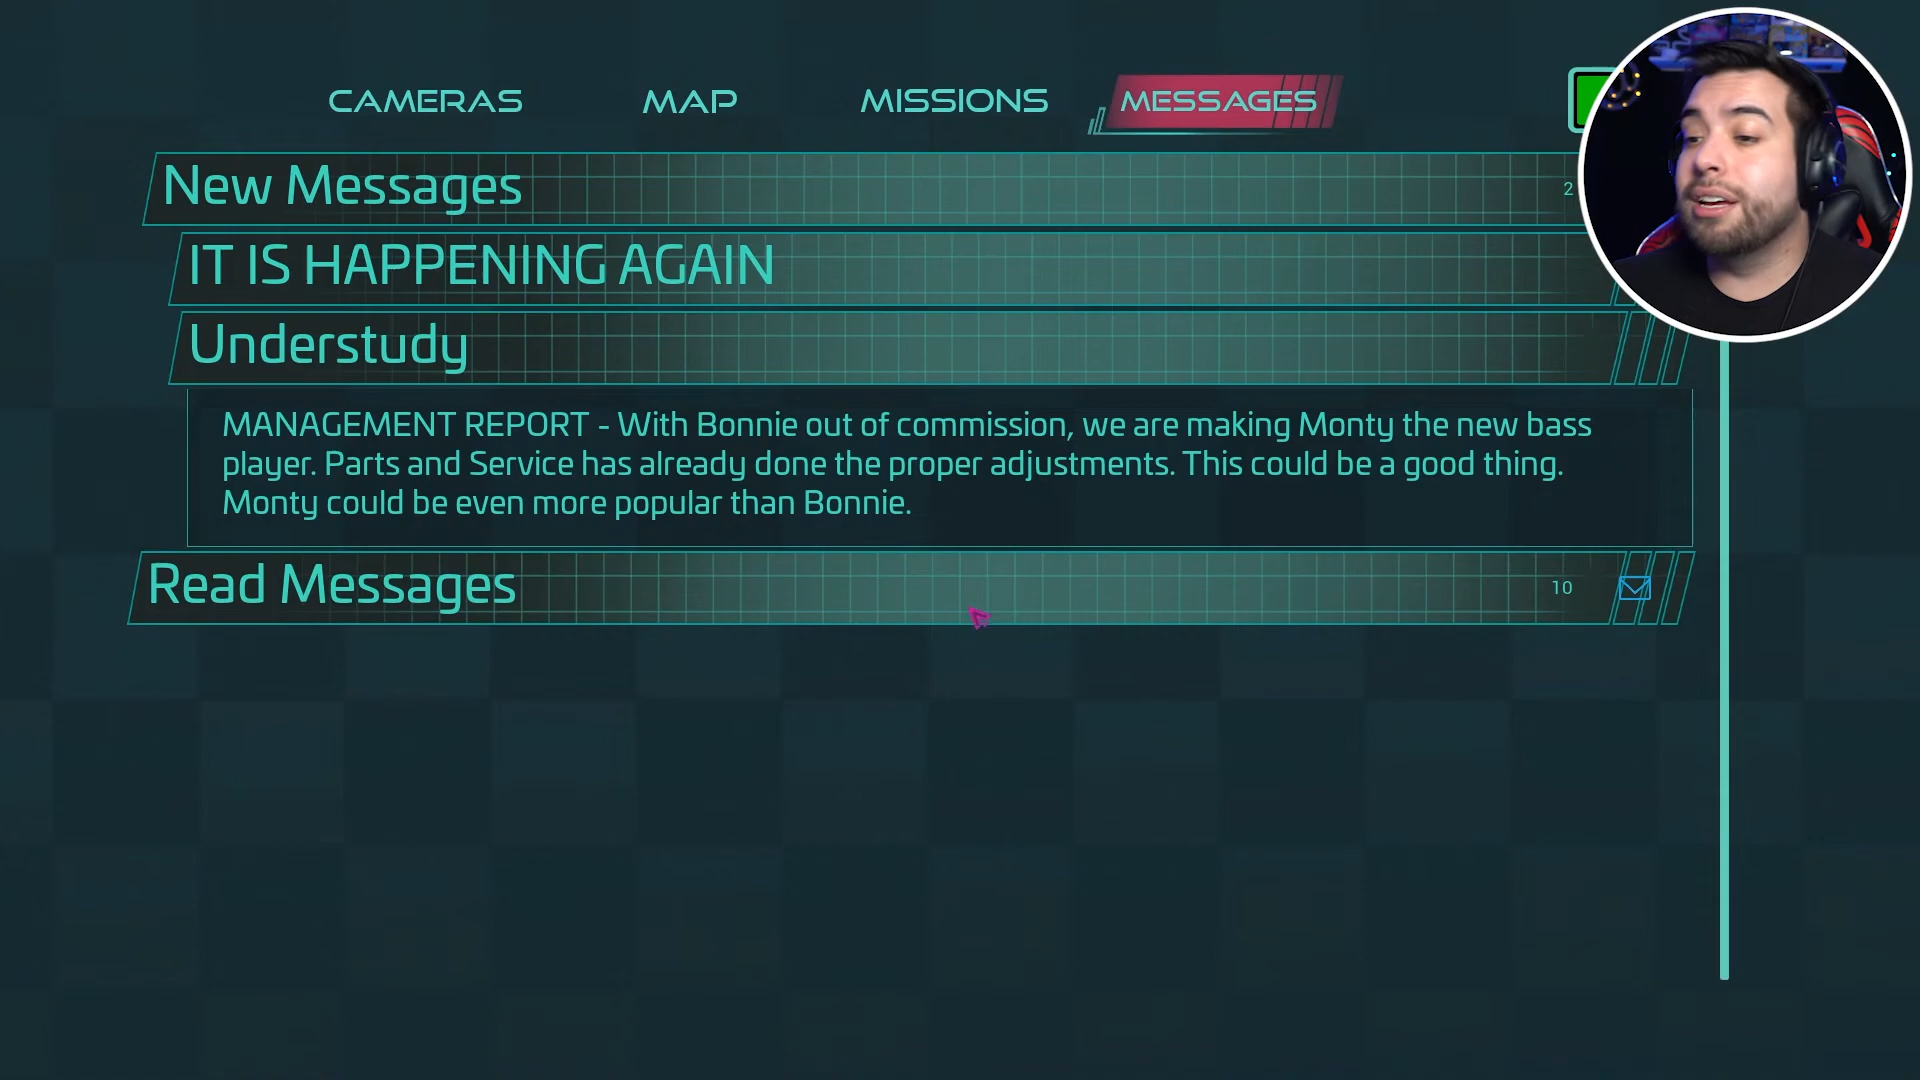 CAMERAS MAP MISSIONS MESSAGES
New Messages 2
IT IS HAPPENING AGAIN
Understudy
MANAGEMENT REPORT - With Bonnie out of commission, we are making Monty the new bass
player. Parts and Service has already done the proper adjustments. This could be a good thing.
Monty could be even more popular than Bonnie.
Read Messages 10